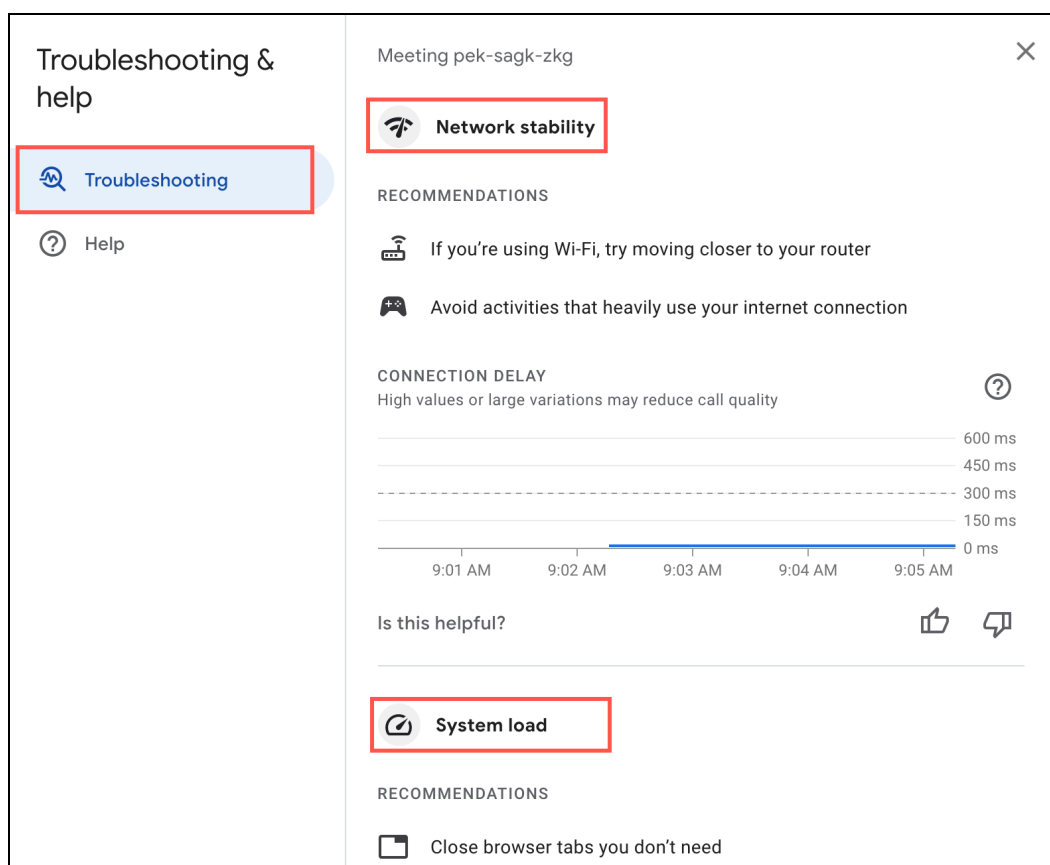 Troubleshooting &
help
Troubleshooting
Help
Meeting pek-sagk-zkg
Network stability
RECOMMENDATIONS
If you’re using Wi-Fi, try moving closer to your router
Avoid activities that heavily use your internet connection
CONNECTION DELAY
High values or large variations may reduce call quality
600 ms
450 ms
300 ms
150 ms
0 ms
9:01 AM 9:02 AM 9:03 AM 9:04 AM 9:05 AM
Is this helpful?
System load
RECOMMENDATIONS
Close browser tabs you don’t need